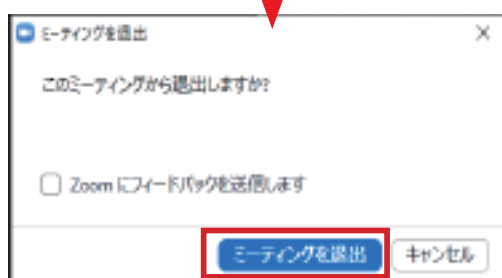 ミーティングを退出
このミーティングから退出しますか?
Zoom にフィードバックを送信します
ミーティングを退出
キャンセル